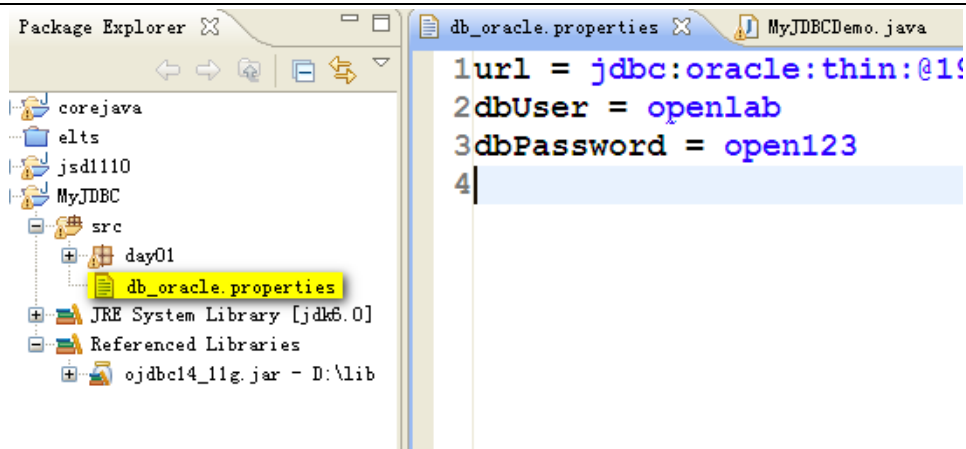 Package Explorer
corejava
elts
jsd1110
MyJDBC
src
day01
db_oracle.properties
JRE System Library [jdk6.0]
Referenced Libraries
ojdbc14_11g.jar - D:\lib
db_oracle.properties
MyJDBCDemo.java
1url = jdbc:oracle:thin:@19
2dbUser = openlab
3dbPassword = open123
4